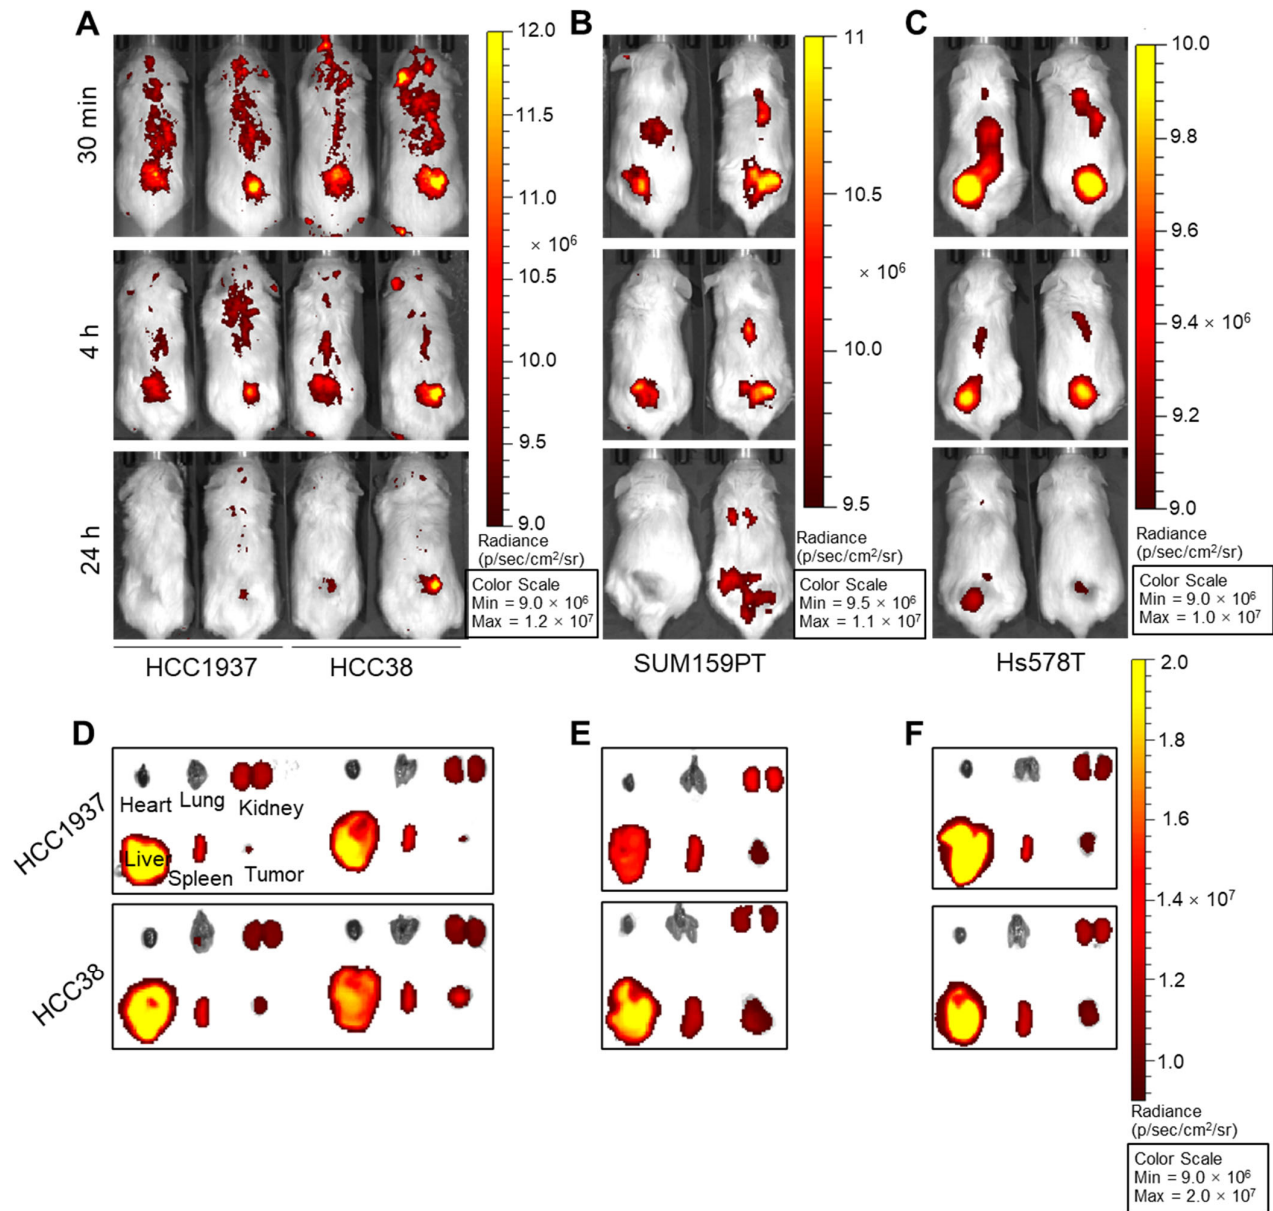 A
B
C
30 min
4 h
24 h
12.0
11.5
11.0
× 10⁶
10.5
10.0
9.5
9.0
Radiance
(p/sec/cm²/sr)
Color Scale
Min = 9.0 × 10⁶
Max = 1.2 × 10⁷
11
10.5
× 10⁶
10.0
9.5
Radiance
(p/sec/cm²/sr)
Color Scale
Min = 9.5 × 10⁶
Max = 1.1 × 10⁷
10.0
9.8
9.6
9.4 × 10⁶
9.2
9.0
Radiance
(p/sec/cm²/sr)
Color Scale
Min = 9.0 × 10⁶
Max = 1.0 × 10⁷
HCC1937
HCC38
SUM159PT
Hs578T
D
E
F
HCC1937
Heart
Lung
Kidney
Live
Spleen
Tumor
HCC38
2.0
1.8
1.6
1.4 × 10⁷
1.2
1.0
Radiance
(p/sec/cm²/sr)
Color Scale
Min = 9.0 × 10⁶
Max = 2.0 × 10⁷